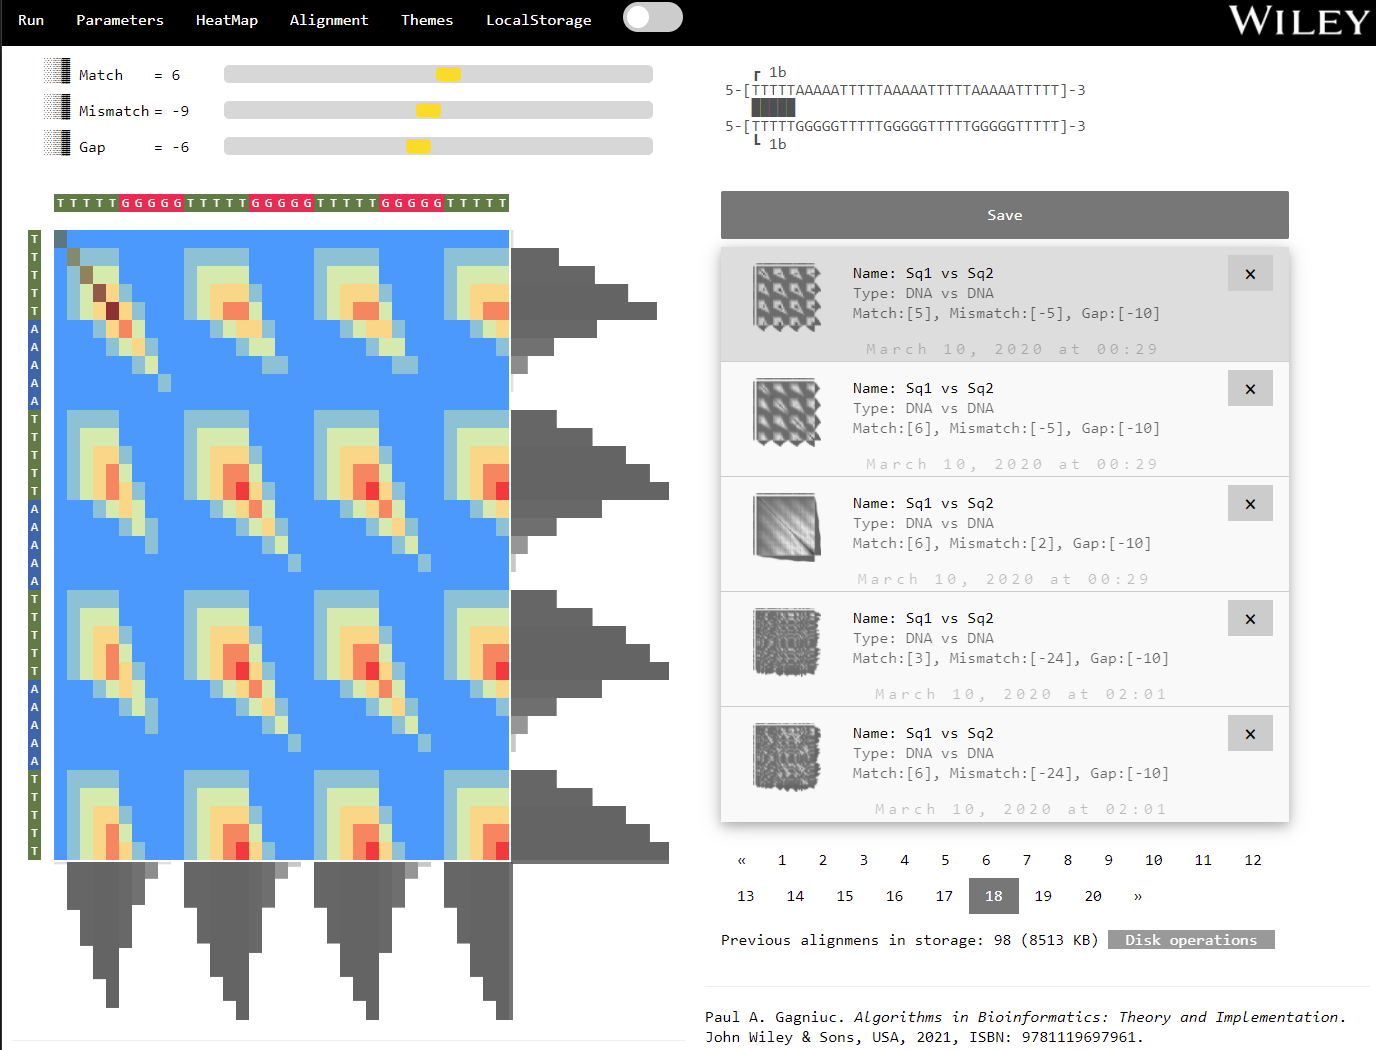 Run Parameters HeatMap Alignment Themes LocalStorage
WILEY
Match = 6
Mismatch = -9
Gap = -6
┏ 1b
5-[TTTTTAAAAATTTTTAAAAATTTTTAAAAATTTTT]-3
5-[TTTTTGGGGGTTTTTGGGGGTTTTTGGGGGTTTTT]-3
┗ 1b
T T T T T G G G G G T T T T T G G G G G T T T T T G G G G G T T T T T
T
T
T
T
T
A
A
A
A
A
T
T
T
T
T
A
A
A
A
A
T
T
T
T
T
A
A
A
A
A
T
T
T
T
T
Save
Name: Sq1 vs Sq2 ×
Type: DNA vs DNA
Match:[5], Mismatch:[-5], Gap:[-10]
March 10, 2020 at 00:29
Name: Sq1 vs Sq2 ×
Type: DNA vs DNA
Match:[6], Mismatch:[-5], Gap:[-10]
March 10, 2020 at 00:29
Name: Sq1 vs Sq2 ×
Type: DNA vs DNA
Match:[6], Mismatch:[2], Gap:[-10]
March 10, 2020 at 00:29
Name: Sq1 vs Sq2 ×
Type: DNA vs DNA
Match:[3], Mismatch:[-24], Gap:[-10]
March 10, 2020 at 02:01
Name: Sq1 vs Sq2 ×
Type: DNA vs DNA
Match:[6], Mismatch:[-24], Gap:[-10]
March 10, 2020 at 02:01
« 1 2 3 4 5 6 7 8 9 10 11 12
13 14 15 16 17 18 19 20 »
Previous alignmens in storage: 98 (8513 KB) Disk operations
Paul A. Gagniuc. Algorithms in Bioinformatics: Theory and Implementation.
John Wiley & Sons, USA, 2021, ISBN: 9781119697961.